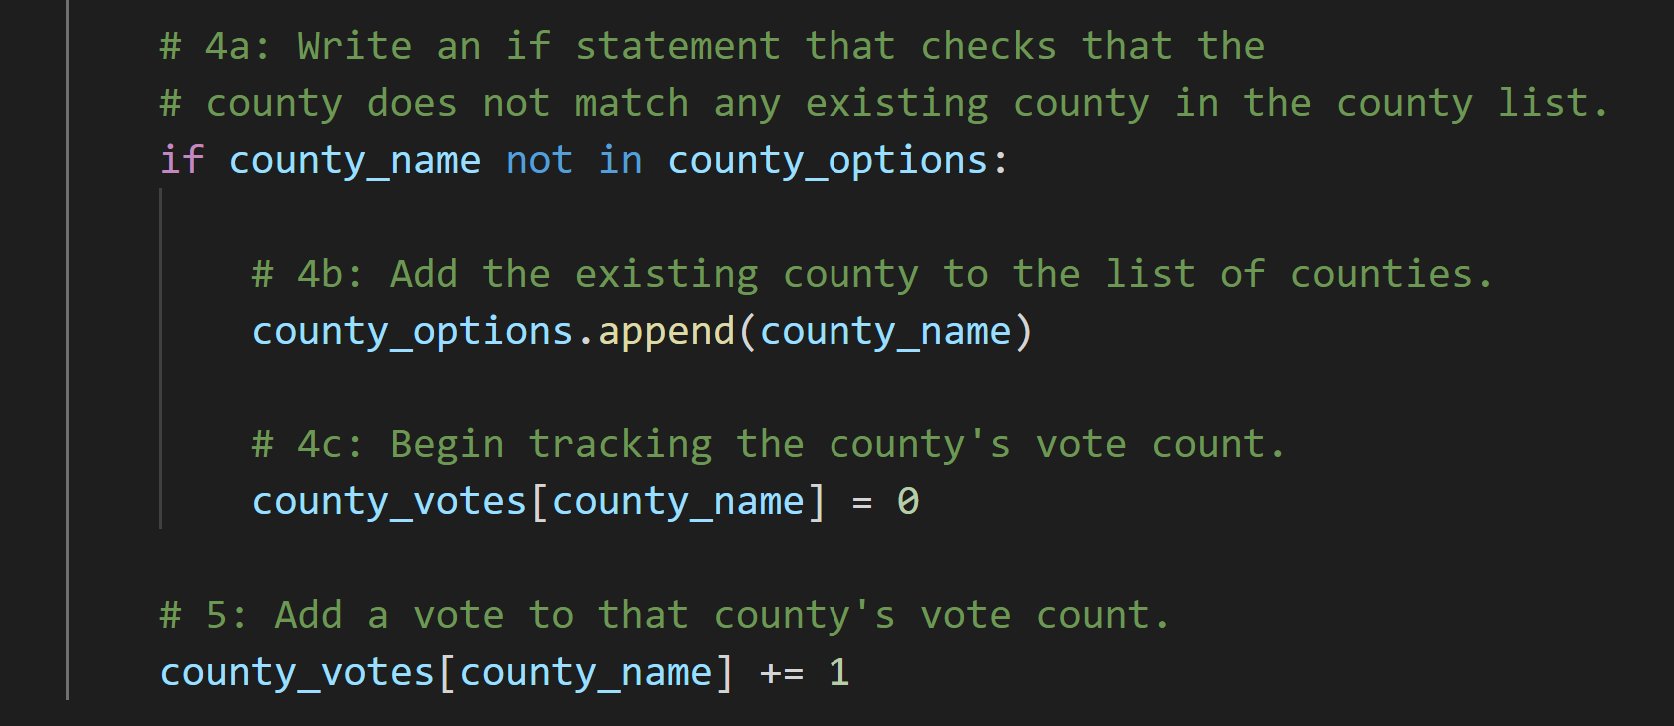 # 4a: Write an if statement that checks that the
# county does not match any existing county in the county list.
if county_name not in county_options:
# 4b: Add the existing county to the list of counties.
county_options.append(county_name)
# 4c: Begin tracking the county's vote count.
county_votes[county_name] = 0
# 5: Add a vote to that county's vote count.
county_votes[county_name] += 1